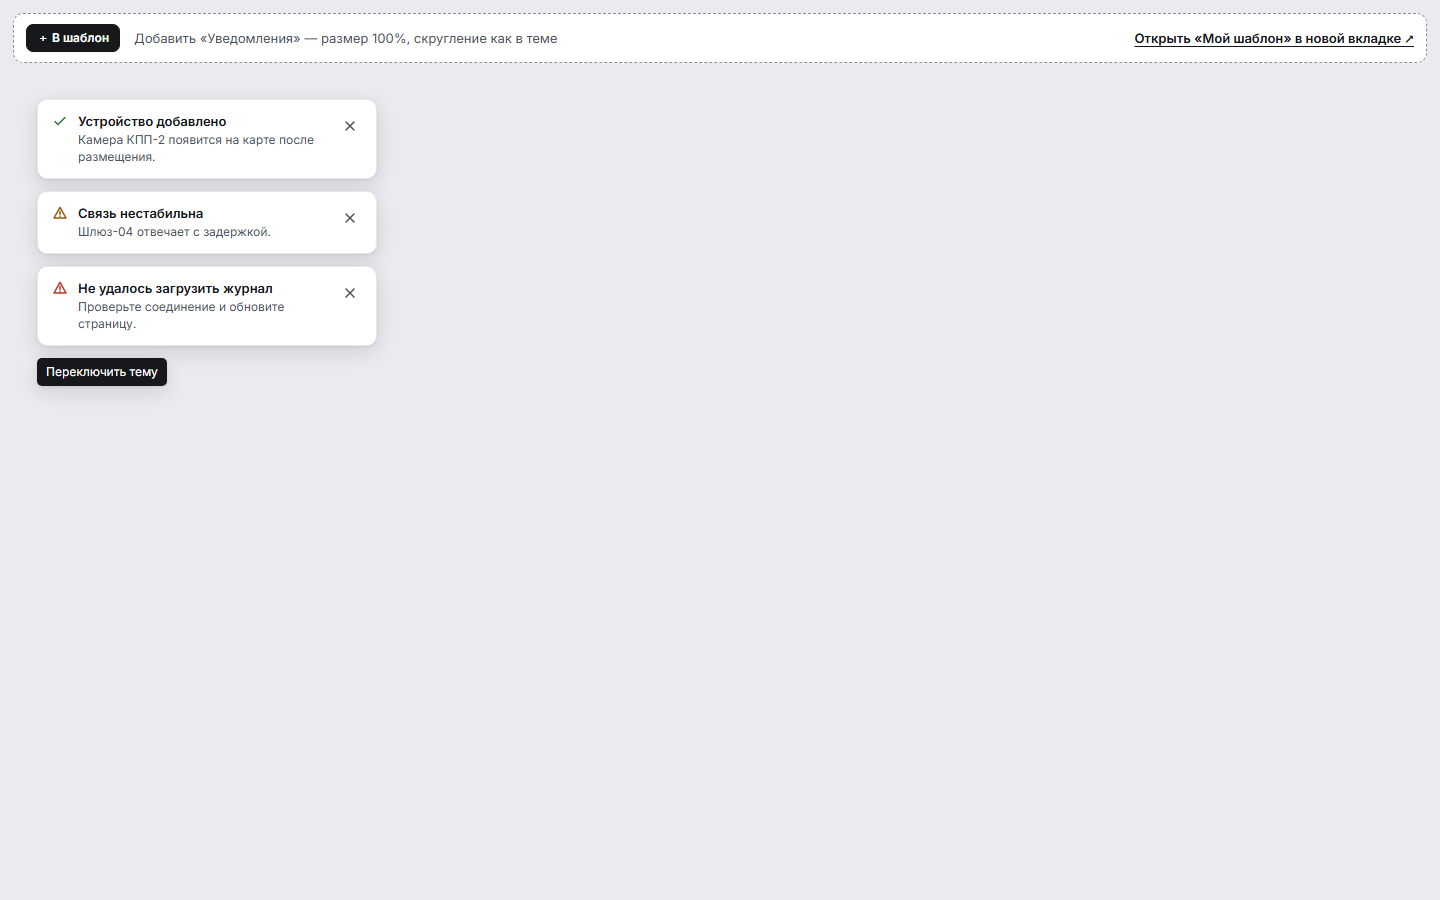 + В шаблон
Добавить «Уведомления» — размер 100%, скругление как в теме
Открыть «Мой шаблон» в новой вкладке ↗
Устройство добавлено
Камера КПП-2 появится на карте после
размещения.
Связь нестабильна
Шлюз-04 отвечает с задержкой.
Не удалось загрузить журнал
Проверьте соединение и обновите
страницу.
Переключить тему